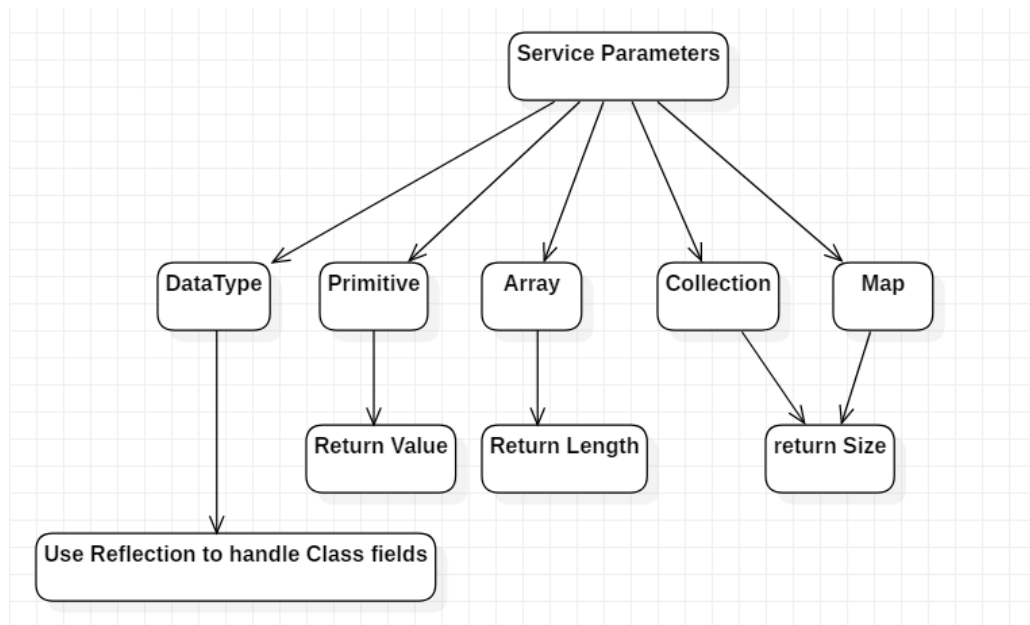 Service Parameters
DataType
Primitive
Array
Collection
Map
Return Value
Return Length
return Size
Use Reflection to handle Class fields